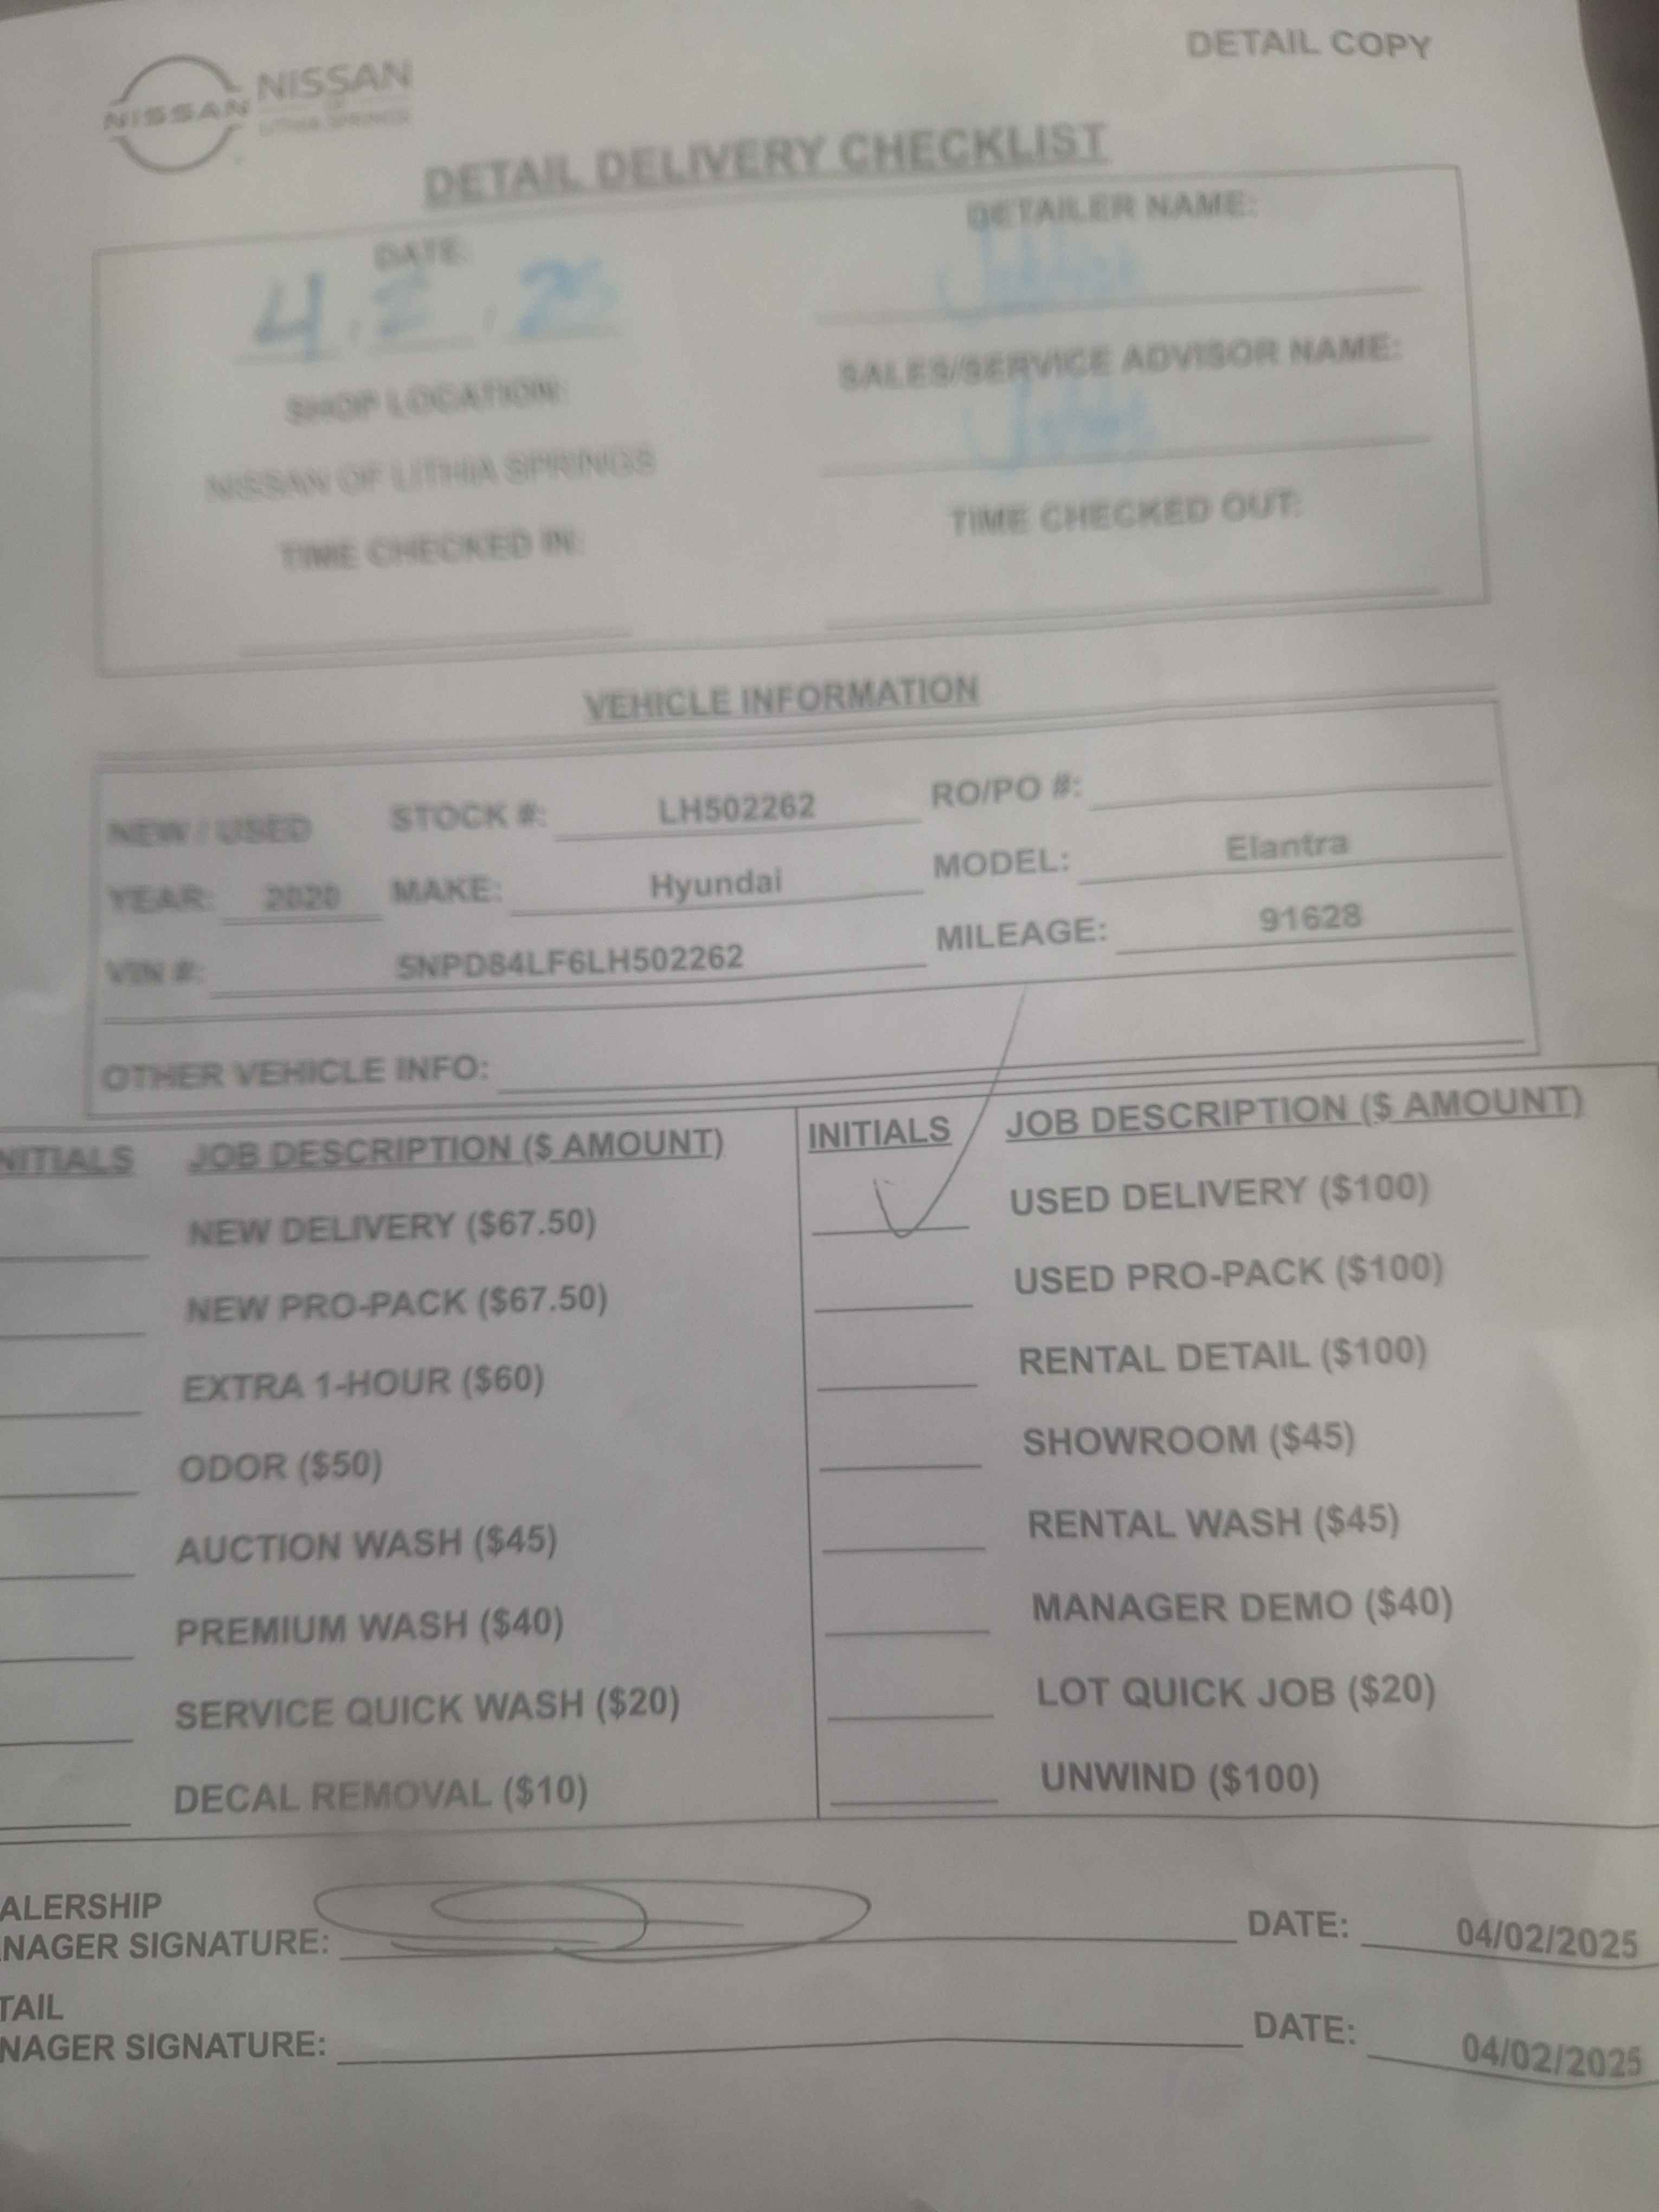 DETAIL COPY
NISSAN NISSAN
OF
LITHIA SPRINGS
DETAIL DELIVERY CHECKLIST
DATE: DETAILER NAME:
4.2.25
SHOP LOCATION: SALES/SERVICE ADVISOR NAME:
NISSAN OF LITHIA SPRINGS
TIME CHECKED IN: TIME CHECKED OUT:
VEHICLE INFORMATION
NEW / USED STOCK #: LH502262 RO/PO #:
YEAR: 2020 MAKE: Hyundai MODEL: Elantra
VIN #: 5NPD84LF6LH502262 MILEAGE: 91628
OTHER VEHICLE INFO:
NITIALS JOB DESCRIPTION ($ AMOUNT) INITIALS JOB DESCRIPTION ($ AMOUNT)
NEW DELIVERY ($67.50) USED DELIVERY ($100)
NEW PRO-PACK ($67.50) USED PRO-PACK ($100)
EXTRA 1-HOUR ($60) RENTAL DETAIL ($100)
ODOR ($50) SHOWROOM ($45)
AUCTION WASH ($45) RENTAL WASH ($45)
PREMIUM WASH ($40) MANAGER DEMO ($40)
SERVICE QUICK WASH ($20) LOT QUICK JOB ($20)
DECAL REMOVAL ($10) UNWIND ($100)
ALERSHIP
NAGER SIGNATURE: DATE: 04/02/2025
TAIL
NAGER SIGNATURE: DATE: 04/02/2025